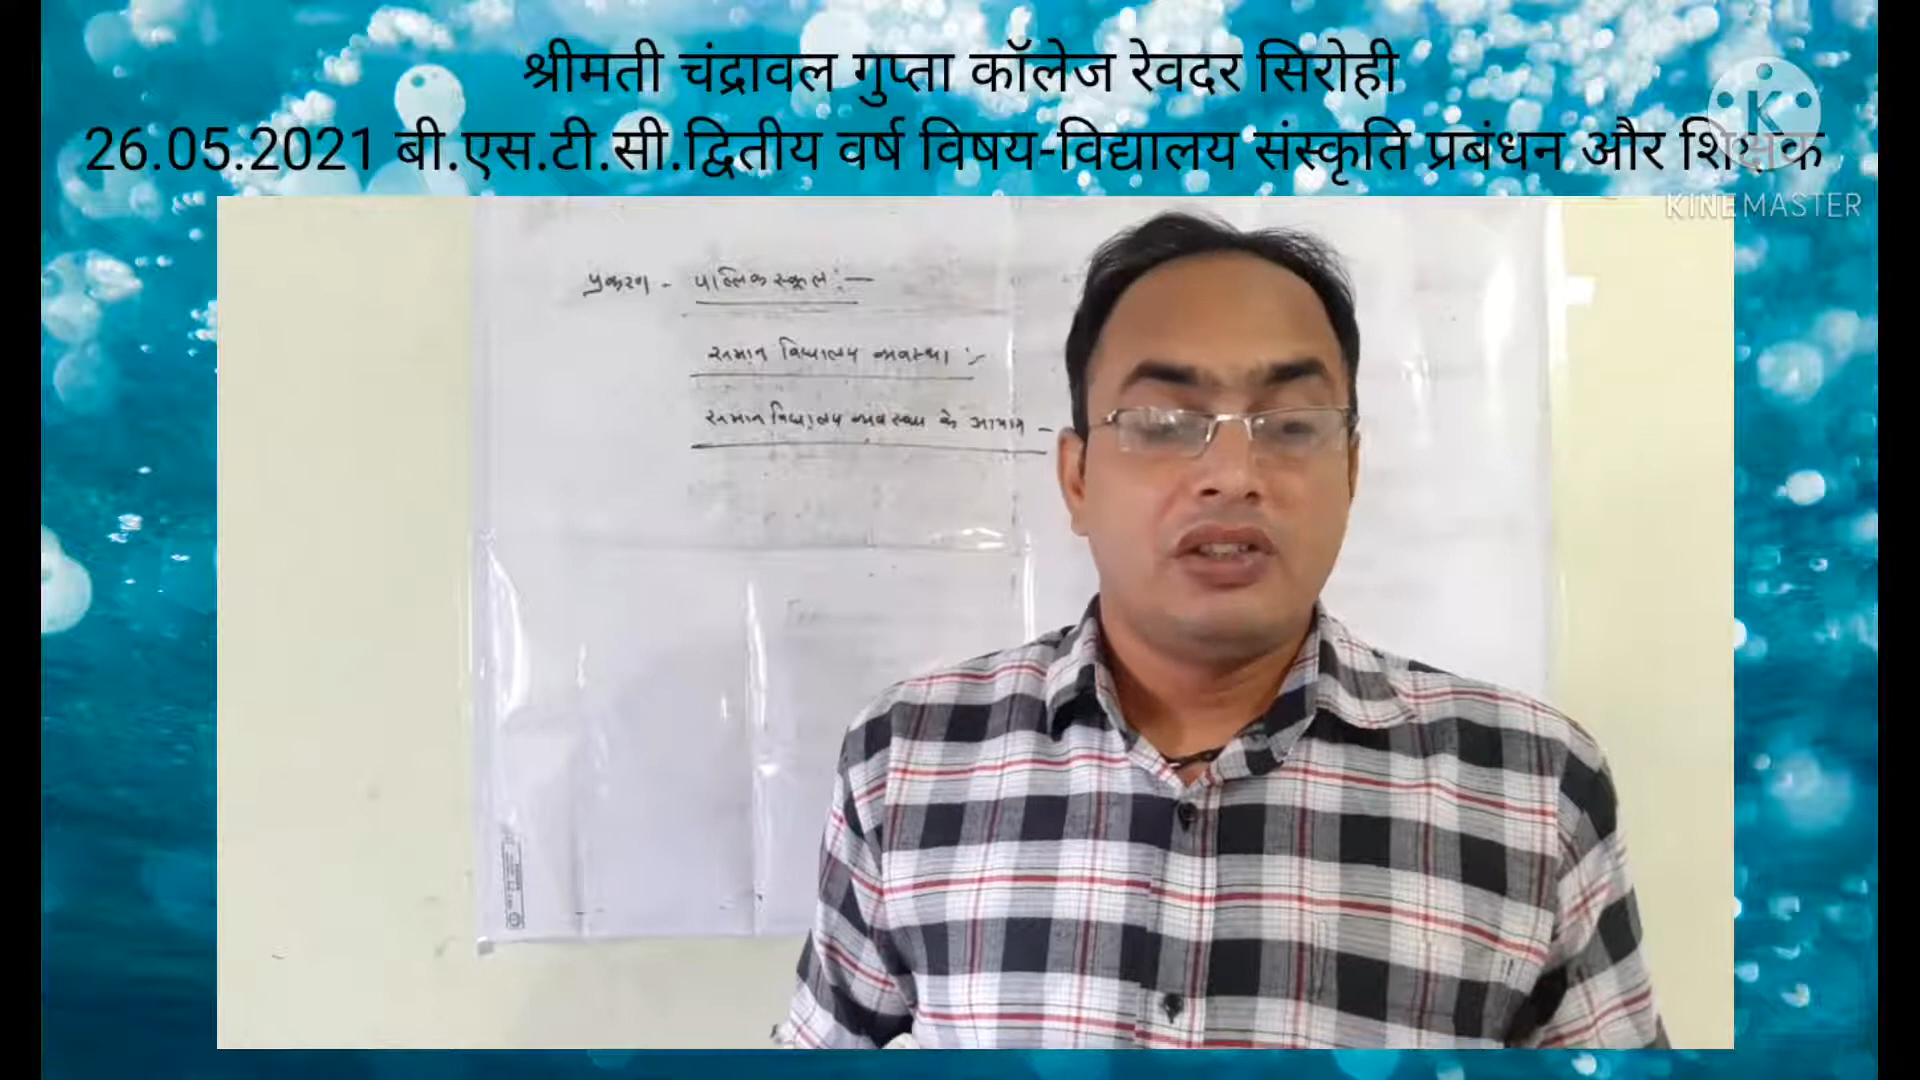 श्रीमती चंद्रावल गुप्ता कॉलेज रेवदर सिरोही
26.05.2021 बी.एस.टी.सी.द्वितीय वर्ष विषय-विद्यालय संस्कृति प्रबंधन और शिक्षक
KINEMASTER
प्रकरण - पाब्लिक स्कूल :—
समान विद्यालय व्यवस्था :-
समान विद्यालय व्यवस्था के आयाम -